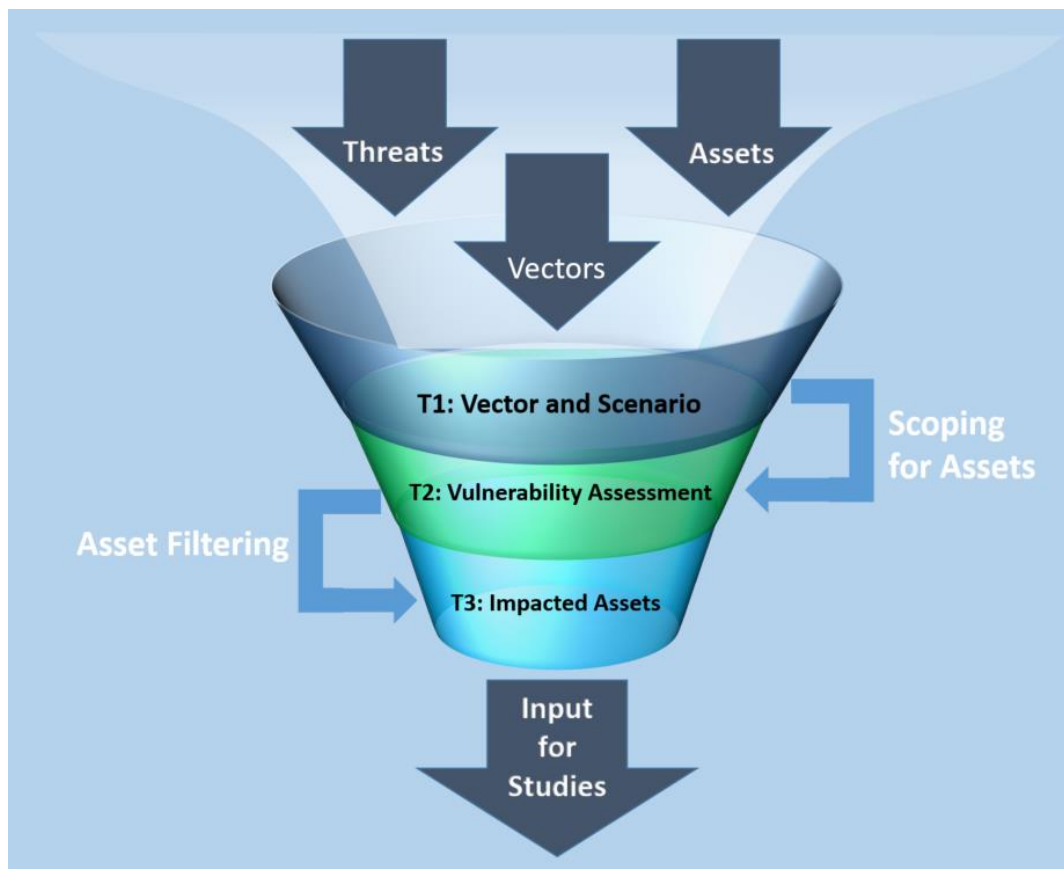 Threats
Assets
Vectors
T1: Vector and Scenario
Scoping
for Assets
T2: Vulnerability Assessment
Asset Filtering
T3: Impacted Assets
Input
for
Studies